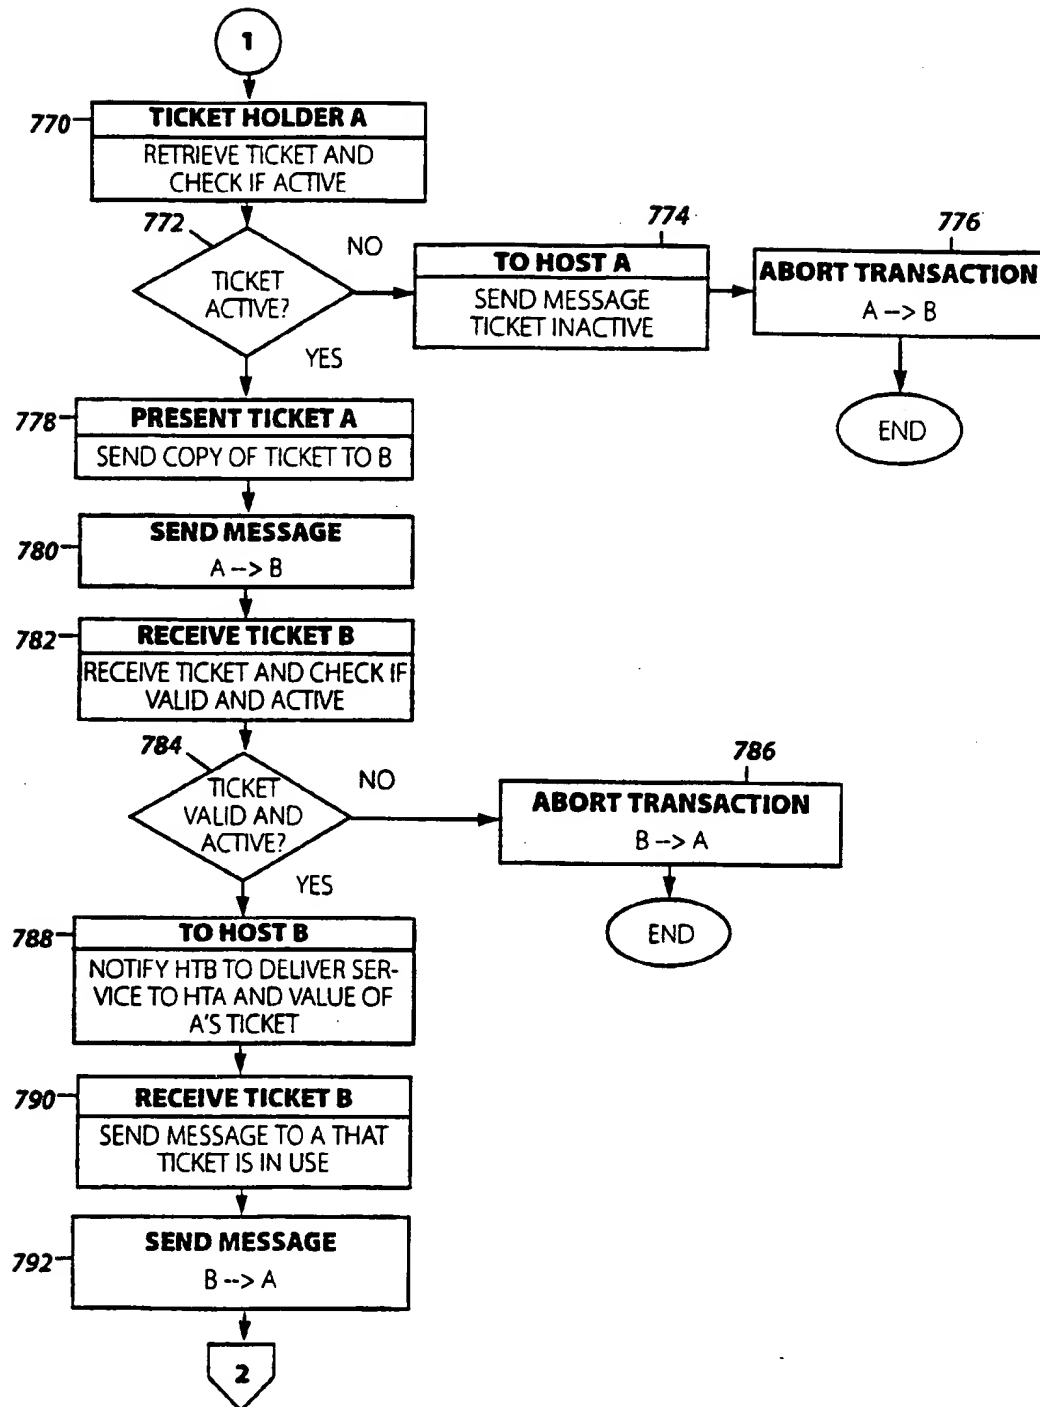 1
770
TICKET HOLDER A
RETRIEVE TICKET AND
CHECK IF ACTIVE
772
TICKET
ACTIVE?
NO
YES
774
TO HOST A
SEND MESSAGE
TICKET INACTIVE
776
ABORT TRANSACTION
A --> B
END
778
PRESENT TICKET A
SEND COPY OF TICKET TO B
780
SEND MESSAGE
A --> B
782
RECEIVE TICKET B
RECEIVE TICKET AND CHECK IF
VALID AND ACTIVE
784
TICKET
VALID AND
ACTIVE?
NO
YES
786
ABORT TRANSACTION
B --> A
END
788
TO HOST B
NOTIFY HTB TO DELIVER SER-
VICE TO HTA AND VALUE OF
A'S TICKET
790
RECEIVE TICKET B
SEND MESSAGE TO A THAT
TICKET IS IN USE
792
SEND MESSAGE
B --> A
2